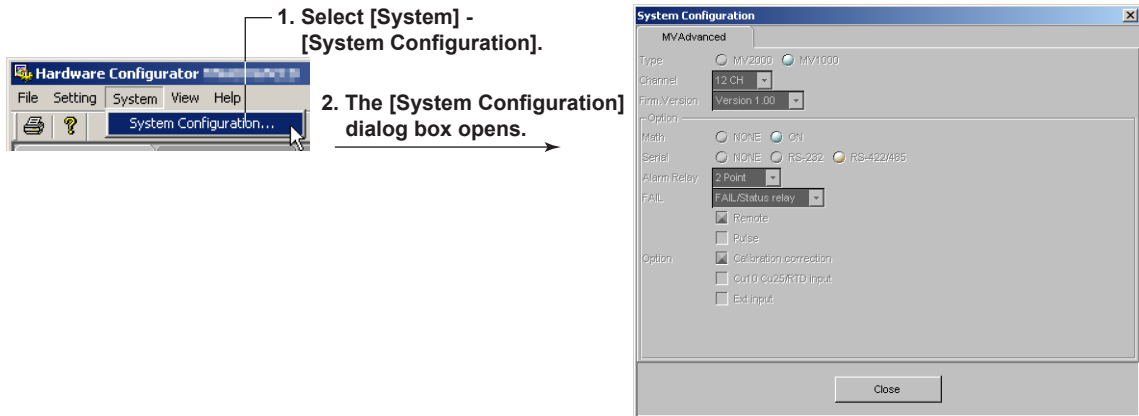 1. Select [System] -
[System Configuration].
Hardware Configurator
File Setting System View Help
System Configuration...
2. The [System Configuration]
dialog box opens.
System Configuration
MVAdvanced
Type MV2000 MV1000
Channel 12 CH
Firm.Version Version 1.00
Option
Math NONE ON
Serial NONE RS-232 RS-422/485
Alarm Relay 2 Point
FAIL FAIL/Status relay
Remote
Pulse
Option Calibration correction
Cu10 Cu25/RTD input
Ext input
Close